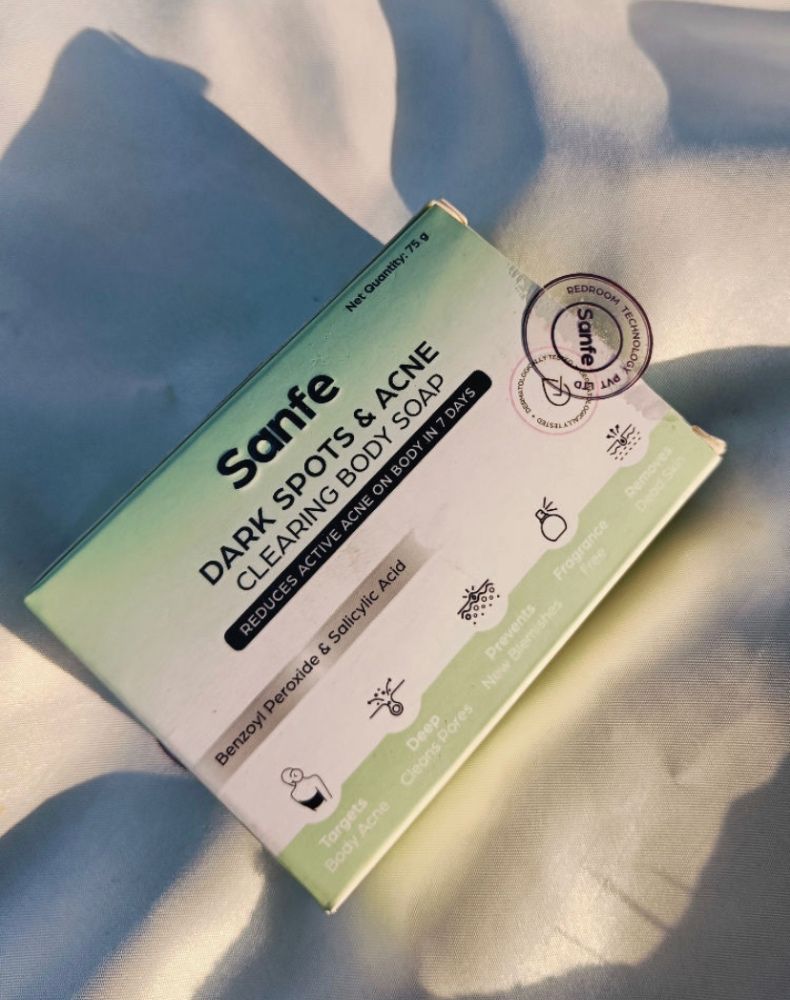 Net Quantity: 75 g
Sanfe
DARK SPOTS & ACNE
CLEARING BODY SOAP
REDUCES ACTIVE ACNE ON BODY IN 7 DAYS
Benzoyl Peroxide & Salicylic Acid
REDROOM TECHNOLOGY PVT LTD
Sanfe
DERMATOLOGICALLY TESTED
Targets
Body Acne
Deep
Cleans Pores
Prevents
New Blemishes
Fragrance
Free
Removes
Dead Skin